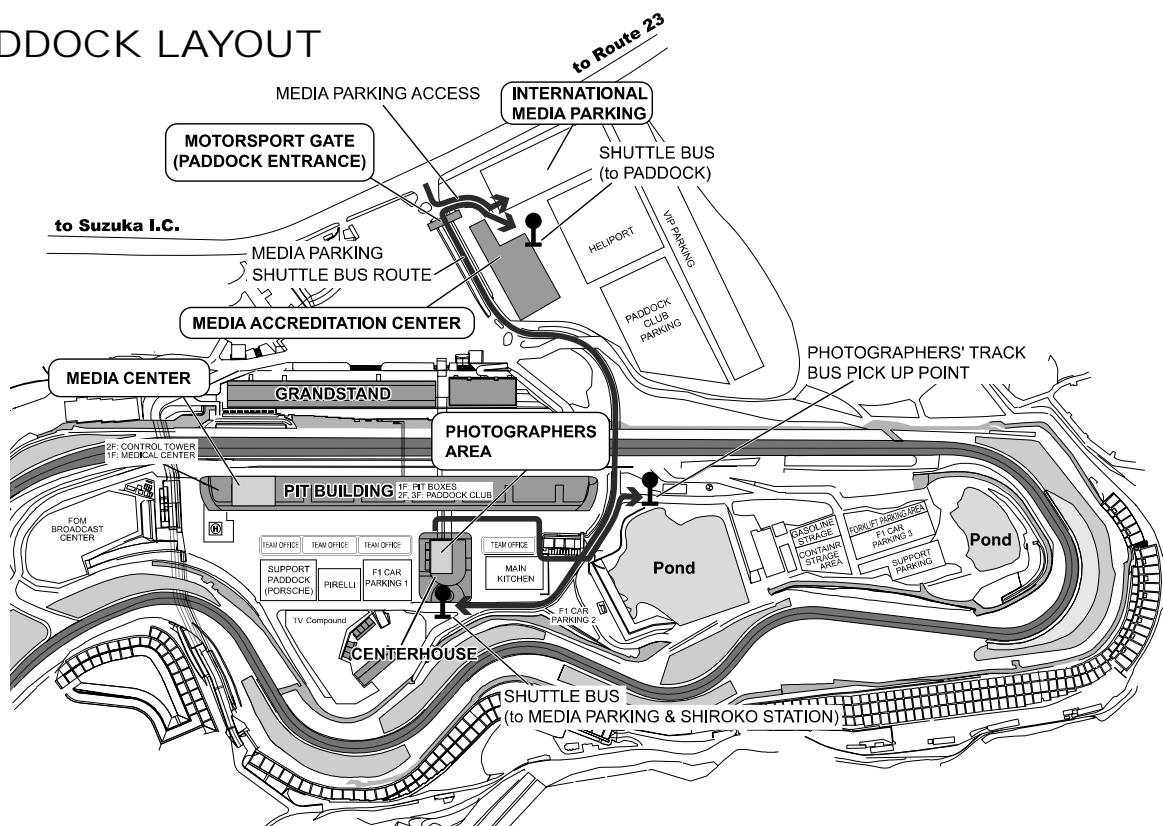 DDOCK LAYOUT
to Route 23
MEDIA PARKING ACCESS
INTERNATIONAL
MEDIA PARKING
MOTORSPORT GATE
(PADDOCK ENTRANCE)
SHUTTLE BUS
(to PADDOCK)
to Suzuka I.C.
VIP PARKING
HELIPORT
MEDIA PARKING
SHUTTLE BUS ROUTE
PADDOCK
CLUB
PARKING
MEDIA ACCREDITATION CENTER
PHOTOGRAPHERS' TRACK
BUS PICK UP POINT
MEDIA CENTER
GRANDSTAND
PHOTOGRAPHERS
AREA
2F: CONTROL TOWER
1F: MEDICAL CENTER
PIT BUILDING
1F: PIT BOXES
2F, 3F: PADDOCK CLUB
FOM
BROADCAST
CENTER
H
GASOLINE
STRAGE
CONTAINR
STRAGE
AREA
FORKLIFT PARKING AREA
F1 CAR
PARKING 3
SUPPORT
PARKING
Pond
TEAM OFFICE
TEAM OFFICE
TEAM OFFICE
TEAM OFFICE
SUPPORT
PADDOCK
(PORSCHE)
PIRELLI
F1 CAR
PARKING 1
MAIN
KITCHEN
Pond
F1 CAR
PARKING 2
TV Compound
CENTERHOUSE
SHUTTLE BUS
(to MEDIA PARKING & SHIROKO STATION)